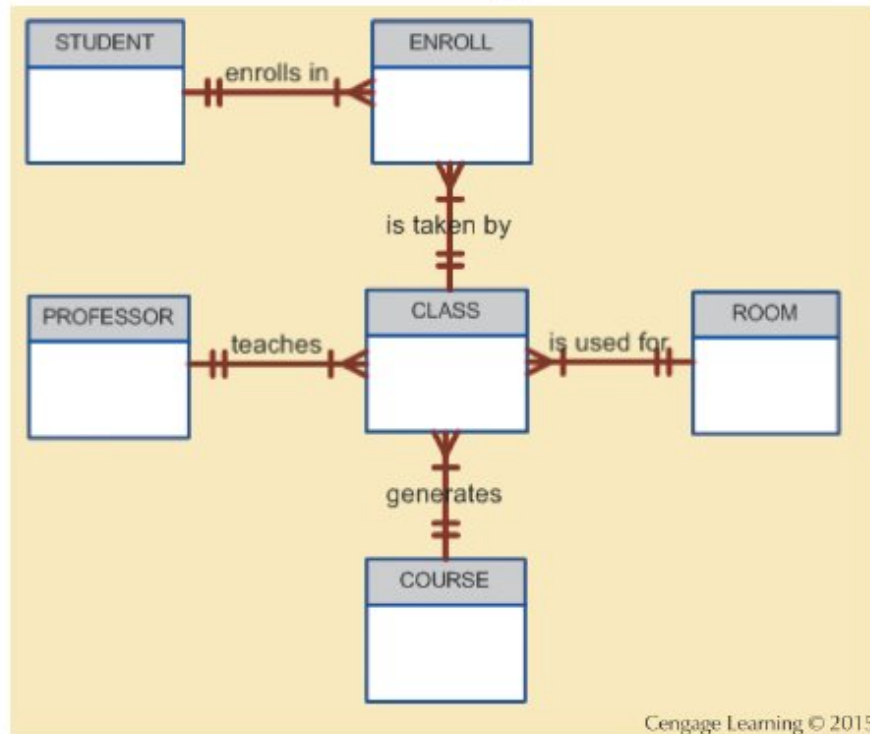 STUDENT
ENROLL
enrolls in
is taken by
PROFESSOR
CLASS
ROOM
teaches
is used for
generates
COURSE
Cengage Learning © 2015